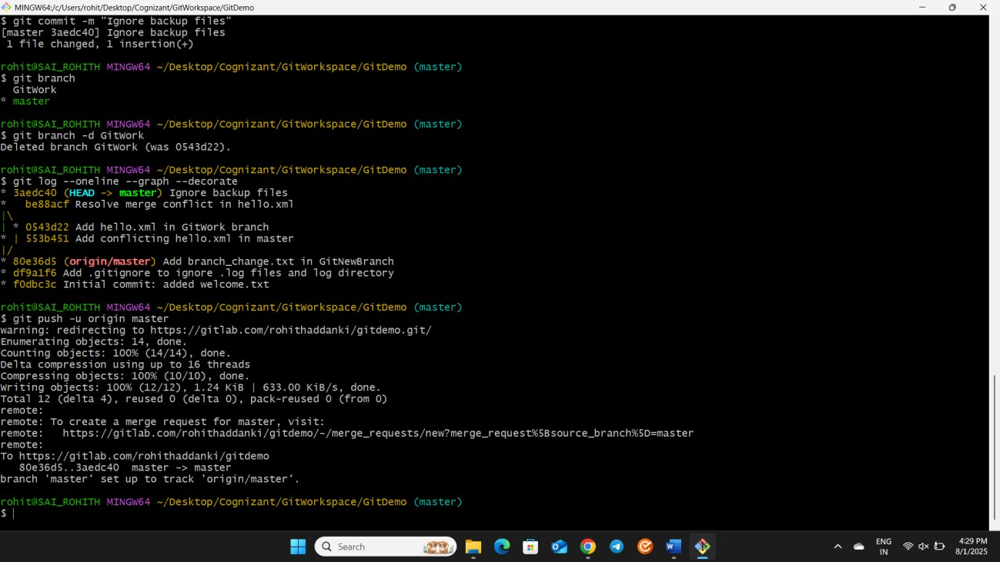 MINGW64:/c/Users/rohit/Desktop/Cognizant/GitWorkspace/GitDemo
$ git commit -m "Ignore backup files"
[master 3aedc40] Ignore backup files
 1 file changed, 1 insertion(+)

rohit@SAI_ROHITH MINGW64 ~/Desktop/Cognizant/GitWorkspace/GitDemo (master)
$ git branch
  GitWork
* master

rohit@SAI_ROHITH MINGW64 ~/Desktop/Cognizant/GitWorkspace/GitDemo (master)
$ git branch -d GitWork
Deleted branch GitWork (was 0543d22).

rohit@SAI_ROHITH MINGW64 ~/Desktop/Cognizant/GitWorkspace/GitDemo (master)
$ git log --oneline --graph --decorate
* 3aedc40 (HEAD -> master) Ignore backup files
*   be88acf Resolve merge conflict in hello.xml
|\
| * 0543d22 Add hello.xml in GitWork branch
* | 553b451 Add conflicting hello.xml in master
|/
* 80e36d5 (origin/master) Add branch_change.txt in GitNewBranch
* df9a1f6 Add .gitignore to ignore .log files and log directory
* f0dbc3c Initial commit: added welcome.txt

rohit@SAI_ROHITH MINGW64 ~/Desktop/Cognizant/GitWorkspace/GitDemo (master)
$ git push -u origin master
warning: redirecting to https://gitlab.com/rohithaddanki/gitdemo.git/
Enumerating objects: 14, done.
Counting objects: 100% (14/14), done.
Delta compression using up to 16 threads
Compressing objects: 100% (10/10), done.
Writing objects: 100% (12/12), 1.24 KiB | 633.00 KiB/s, done.
Total 12 (delta 4), reused 0 (delta 0), pack-reused 0 (from 0)
remote:
remote: To create a merge request for master, visit:
remote:   https://gitlab.com/rohithaddanki/gitdemo/-/merge_requests/new?merge_request%5Bsource_branch%5D=master
remote:
To https://gitlab.com/rohithaddanki/gitdemo
   80e36d5..3aedc40  master -> master
branch 'master' set up to track 'origin/master'.

rohit@SAI_ROHITH MINGW64 ~/Desktop/Cognizant/GitWorkspace/GitDemo (master)
$
Search
ENG
IN
4:29 PM
8/1/2025